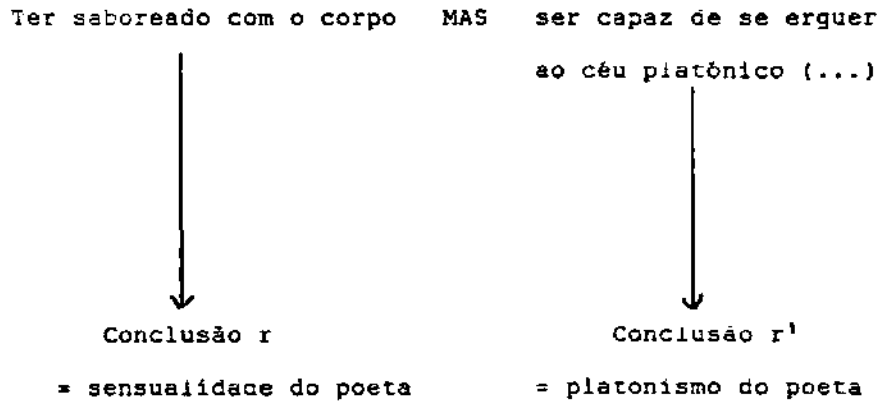 Ter saboreado com o corpo MAS ser capaz de se erguer
ao céu platónico (...)
Conclusão r Conclusão r'
= sensualidade do poeta = platonismo do poeta